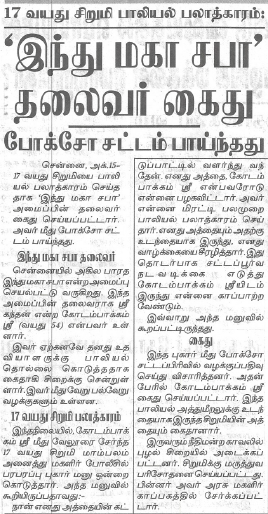 17 வயது சிறுமி பாலியல் பலாத்காரம்:
‘இந்து மகா சபா’
தலைவர் கைது
போக்சோ சட்டம் பாய்ந்தது
சென்னை, அக்.15–
17 வயது சிறுமியை பாலி
யல் பலாத்காரம் செய்த
தாக ‘இந்து மகா சபா’
அமைப்பின் தலைவர்
கைது செய்யப்பட்டார்.
அவர் மீது போக்சோ சட்
டம் பாய்ந்தது.
இந்து மகா சபா தலைவர்
சென்னையில் அகில பாரத
இந்து மகா சபா என்ற அமைப்பு
செயல்பட்டு வருகிறது. இந்த
அமைப்பின் தலைவராக ஸ்ரீ
கந்தன் என்ற கோடம்பாக்கம்
ஸ்ரீ (வயது 54) என்பவர் உள்
ளார்.
இவர் ஏற்கனவே தனது உத
வியாளருக்கு பாலியல்
தொல்லை கொடுத்ததாக
கைதாகி சிறைக்கு சென்றுள்
ளார். இவர் மீது வேறு பல்வேறு
வழக்குகளும் உள்ளன.
17 வயது சிறுமி பலாத்காரம்
இந்தநிலையில், கோடம்பாக்
கம் ஸ்ரீ மீது வேலூரை சேர்ந்த
17 வயது சிறுமி மாம்பலம்
அனைத்து மகளிர் போலீசில்
பரபரப்பு புகார் மனு ஒன்றை
கொடுத்தார். அந்த மனுவில்
கூறியிருப்பதாவது:-
நான் எனது அத்தையின் கட்
டுப்பாட்டில் வளர்ந்து வந்
தேன். எனது அத்தை, கோடம்
பாக்கம் ஸ்ரீ என்பவரோடு
என்னை பழகவிட்டார். அவர்
என்னை மிரட்டி பலமுறை
பாலியல் பலாத்காரம் செய்
தார். எனது அத்தையும் அதற்கு
உடந்தையாக இருந்து, எனது
வாழ்க்கையை சீரழித்தார். இது
தொடர்பாக சட்டப்பூர்வ
நடவடிக்கை எடுத்து
கோடம்பாக்கம் ஸ்ரீயிடம்
இருந்து என்னை காப்பாற்ற
வேண்டும்.
இவ்வாறு அந்த மனுவில்
கூறப்பட்டிருந்தது.
கைது
இந்த புகார் மீது போக்சோ
சட்டப்பிரிவில் வழக்குப்பதிவு
செய்து விசாரித்தனர். அதன்
பேரில் கோடம்பாக்கம் ஸ்ரீ
கைது செய்யப்பட்டார். இந்த
பாலியல் அத்துமீறலுக்கு உடந்
தையாக இருந்த சிறுமியின் அத்
தையும் கைதானார்.
இருவரும் நீதிமன்ற காவலில்
புழல் சிறையில் அடைக்கப்
பட்டனர். சிறுமிக்கு மருத்துவ
பரிசோதனை செய்யப்பட்டது.
பின்னர் அவர் அரசு மகளிர்
காப்பகத்தில் சேர்க்கப்பட்
டார்.